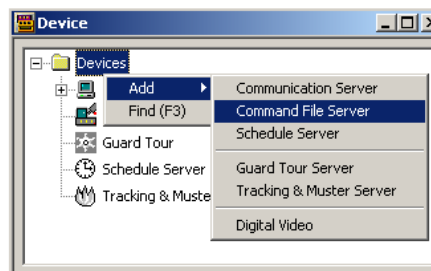 Device
Devices
Add
Find (F3)
Communication Server
Command File Server
Schedule Server
Guard Tour Server
Tracking & Muster Server
Digital Video
Guard Tour
Schedule Server
Tracking & Muste